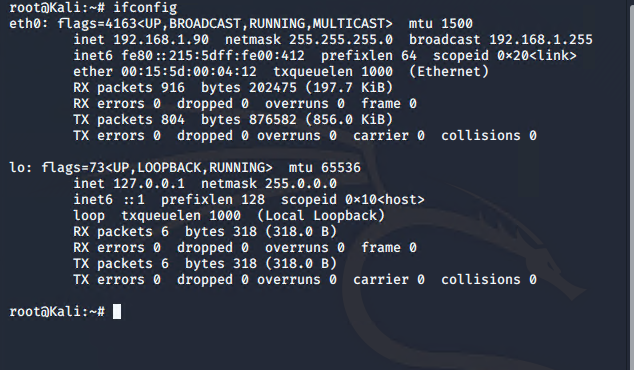 root@Kali:~# ifconfig
eth0: flags=4163<UP,BROADCAST,RUNNING,MULTICAST>  mtu 1500
        inet 192.168.1.90  netmask 255.255.255.0  broadcast 192.168.1.255
        inet6 fe80::215:5dff:fe00:412  prefixlen 64  scopeid 0×20<link>
        ether 00:15:5d:00:04:12  txqueuelen 1000  (Ethernet)
        RX packets 916  bytes 202475 (197.7 KiB)
        RX errors 0  dropped 0  overruns 0  frame 0
        TX packets 804  bytes 876582 (856.0 KiB)
        TX errors 0  dropped 0 overruns 0  carrier 0  collisions 0

lo: flags=73<UP,LOOPBACK,RUNNING>  mtu 65536
        inet 127.0.0.1  netmask 255.0.0.0
        inet6 ::1  prefixlen 128  scopeid 0×10<host>
        loop  txqueuelen 1000  (Local Loopback)
        RX packets 6  bytes 318 (318.0 B)
        RX errors 0  dropped 0  overruns 0  frame 0
        TX packets 6  bytes 318 (318.0 B)
        TX errors 0  dropped 0 overruns 0  carrier 0  collisions 0

root@Kali:~#